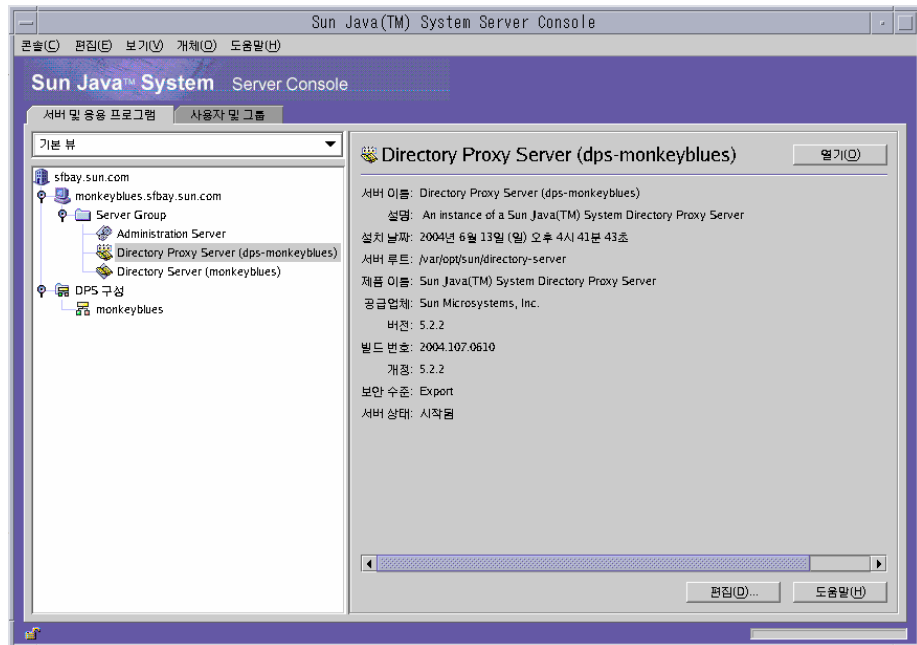 Sun Java(TM) System Server Console
콘솔(C) 편집(E) 보기(V) 개체(O) 도움말(H)
Sun Java™ System Server Console
서버 및 응용 프로그램 사용자 및 그룹
기본 뷰
sfbay.sun.com
monkeyblues.sfbay.sun.com
Server Group
Administration Server
Directory Proxy Server (dps-monkeyblues)
Directory Server (monkeyblues)
DPS 구성
monkeyblues
Directory Proxy Server (dps-monkeyblues) 열기(O)
서버 이름: Directory Proxy Server (dps-monkeyblues)
설명: An instance of a Sun Java(TM) System Directory Proxy Server
설치 날짜: 2004년 6월 13일 (일) 오후 4시 41분 43초
서버 루트: /var/opt/sun/directory-server
제품 이름: Sun Java(TM) System Directory Proxy Server
공급업체: Sun Microsystems, Inc.
버전: 5.2.2
빌드 번호: 2004.107.0610
개정: 5.2.2
보안 수준: Export
서버 상태: 시작됨
편집(D)... 도움말(H)